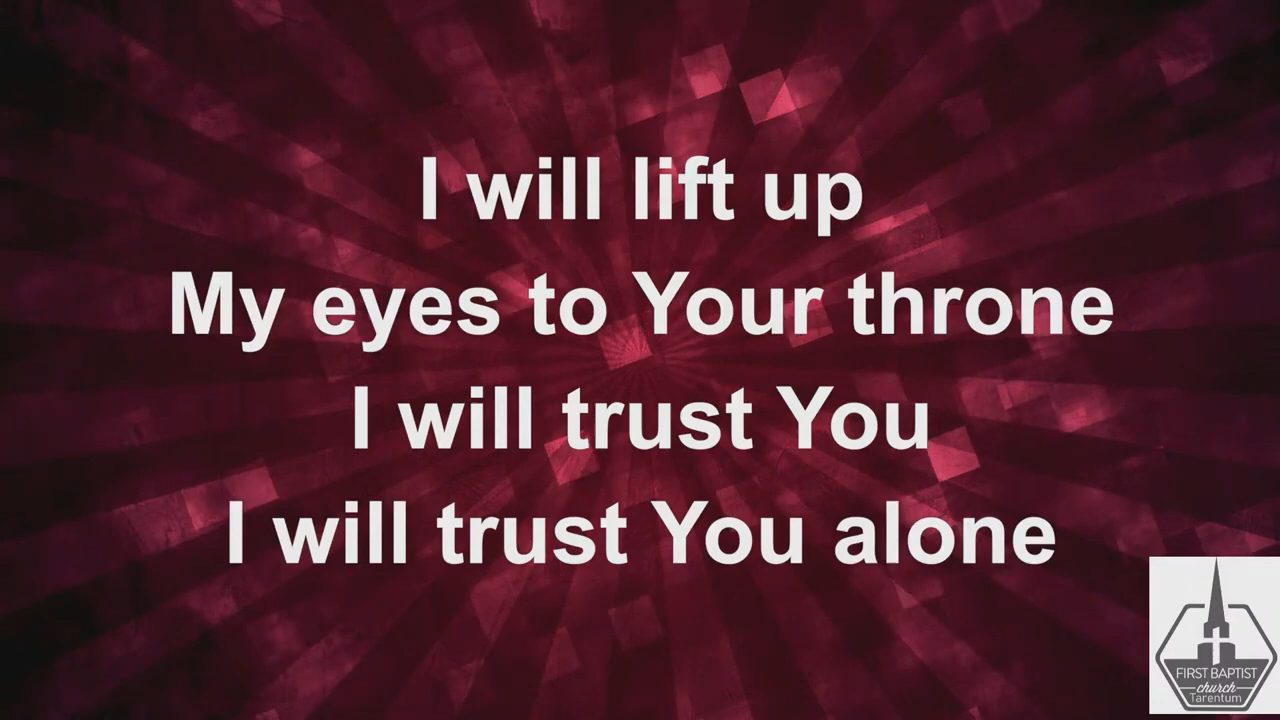 I will lift up
My eyes to Your throne
I will trust You
I will trust You alone
FIRST BAPTIST
church
Tarentum